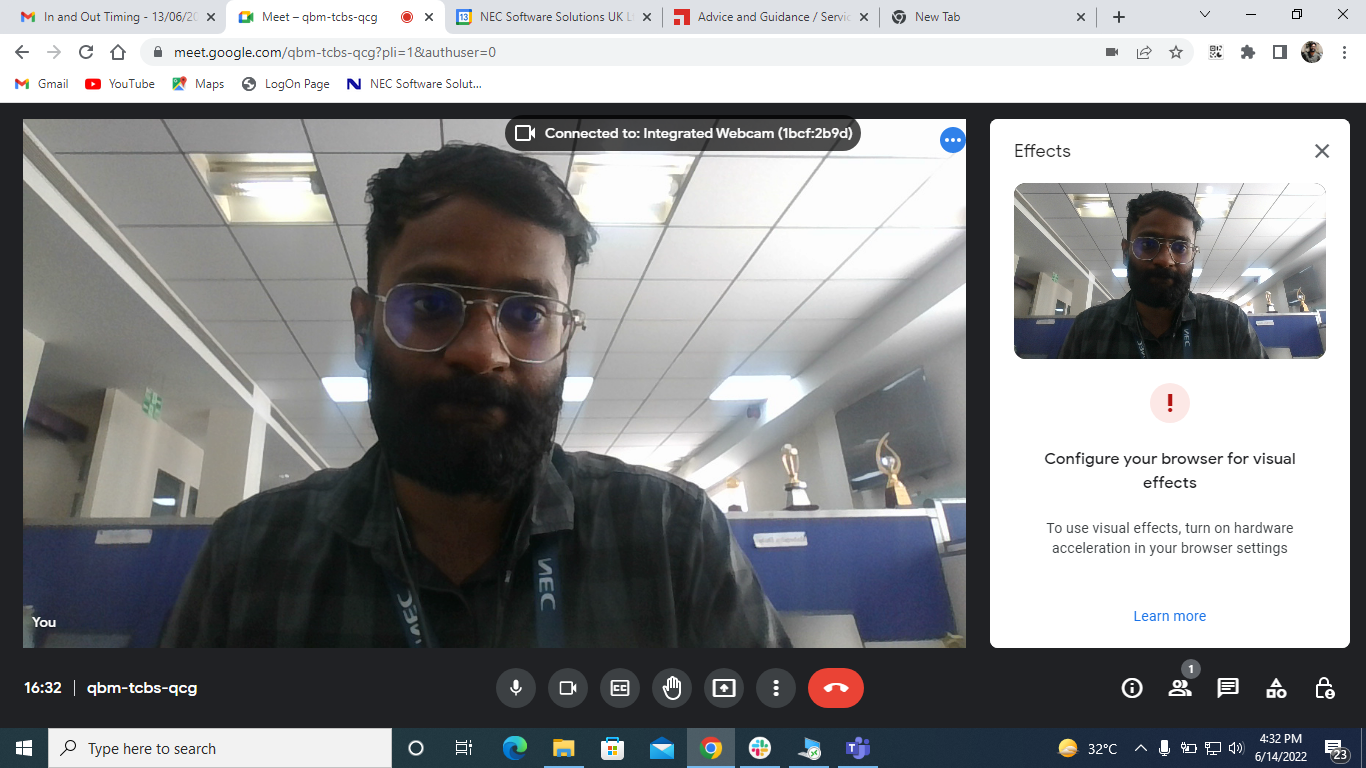 In and Out Timing - 13/06/20
Meet – qbm-tcbs-qcg
13
NEC Software Solutions UK L
Advice and Guidance / Servic
New Tab
meet.google.com/qbm-tcbs-qcg?pli=1&authuser=0
Gmail
YouTube
Maps
LogOn Page
N
NEC Software Solut...
Connected to: Integrated Webcam (1bcf:2b9d)
Effects
NEC
NEC
NEC
You
Configure your browser for visual
effects
To use visual effects, turn on hardware
acceleration in your browser settings
Learn more
16:32
qbm-tcbs-qcg
CC
1
Type here to search
32°C
4:32 PM
6/14/2022
23